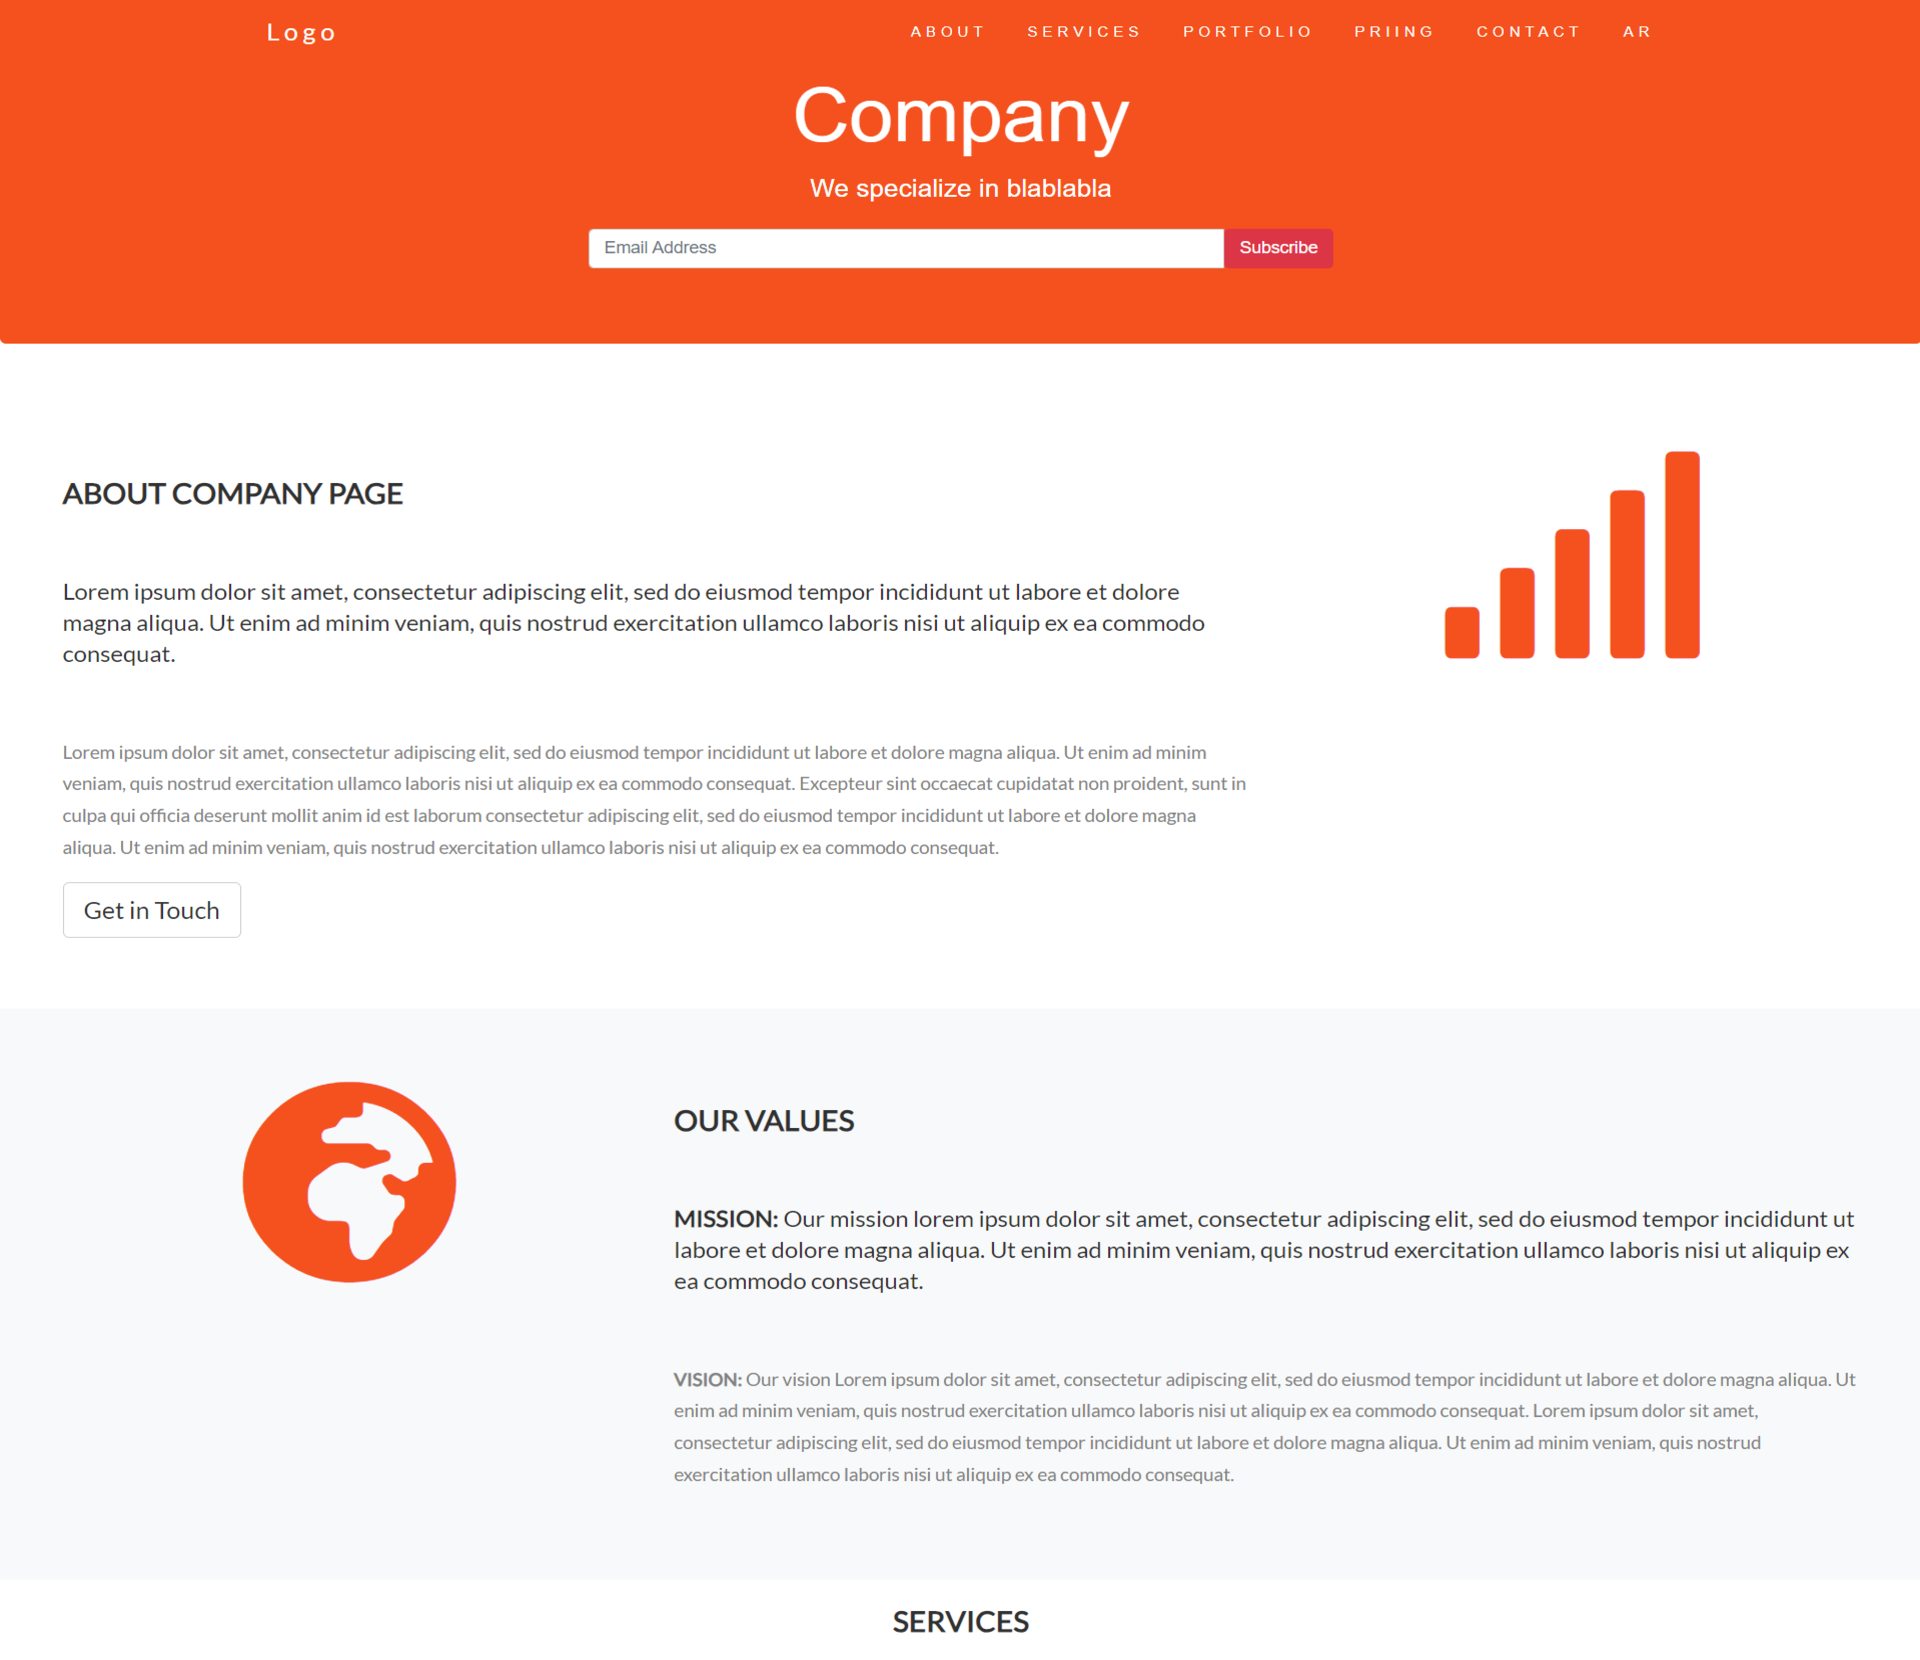 Logo
ABOUT SERVICES PORTFOLIO PRIING CONTACT AR
Company
We specialize in blablabla
Email Address Subscribe
ABOUT COMPANY PAGE
Lorem ipsum dolor sit amet, consectetur adipiscing elit, sed do eiusmod tempor incididunt ut labore et dolore
magna aliqua. Ut enim ad minim veniam, quis nostrud exercitation ullamco laboris nisi ut aliquip ex ea commodo
consequat.
Lorem ipsum dolor sit amet, consectetur adipiscing elit, sed do eiusmod tempor incididunt ut labore et dolore magna aliqua. Ut enim ad minim
veniam, quis nostrud exercitation ullamco laboris nisi ut aliquip ex ea commodo consequat. Excepteur sint occaecat cupidatat non proident, sunt in
culpa qui officia deserunt mollit anim id est laborum consectetur adipiscing elit, sed do eiusmod tempor incididunt ut labore et dolore magna
aliqua. Ut enim ad minim veniam, quis nostrud exercitation ullamco laboris nisi ut aliquip ex ea commodo consequat.
Get in Touch
OUR VALUES
MISSION: Our mission lorem ipsum dolor sit amet, consectetur adipiscing elit, sed do eiusmod tempor incididunt ut
labore et dolore magna aliqua. Ut enim ad minim veniam, quis nostrud exercitation ullamco laboris nisi ut aliquip ex
ea commodo consequat.
VISION: Our vision Lorem ipsum dolor sit amet, consectetur adipiscing elit, sed do eiusmod tempor incididunt ut labore et dolore magna aliqua. Ut
enim ad minim veniam, quis nostrud exercitation ullamco laboris nisi ut aliquip ex ea commodo consequat. Lorem ipsum dolor sit amet,
consectetur adipiscing elit, sed do eiusmod tempor incididunt ut labore et dolore magna aliqua. Ut enim ad minim veniam, quis nostrud
exercitation ullamco laboris nisi ut aliquip ex ea commodo consequat.
SERVICES